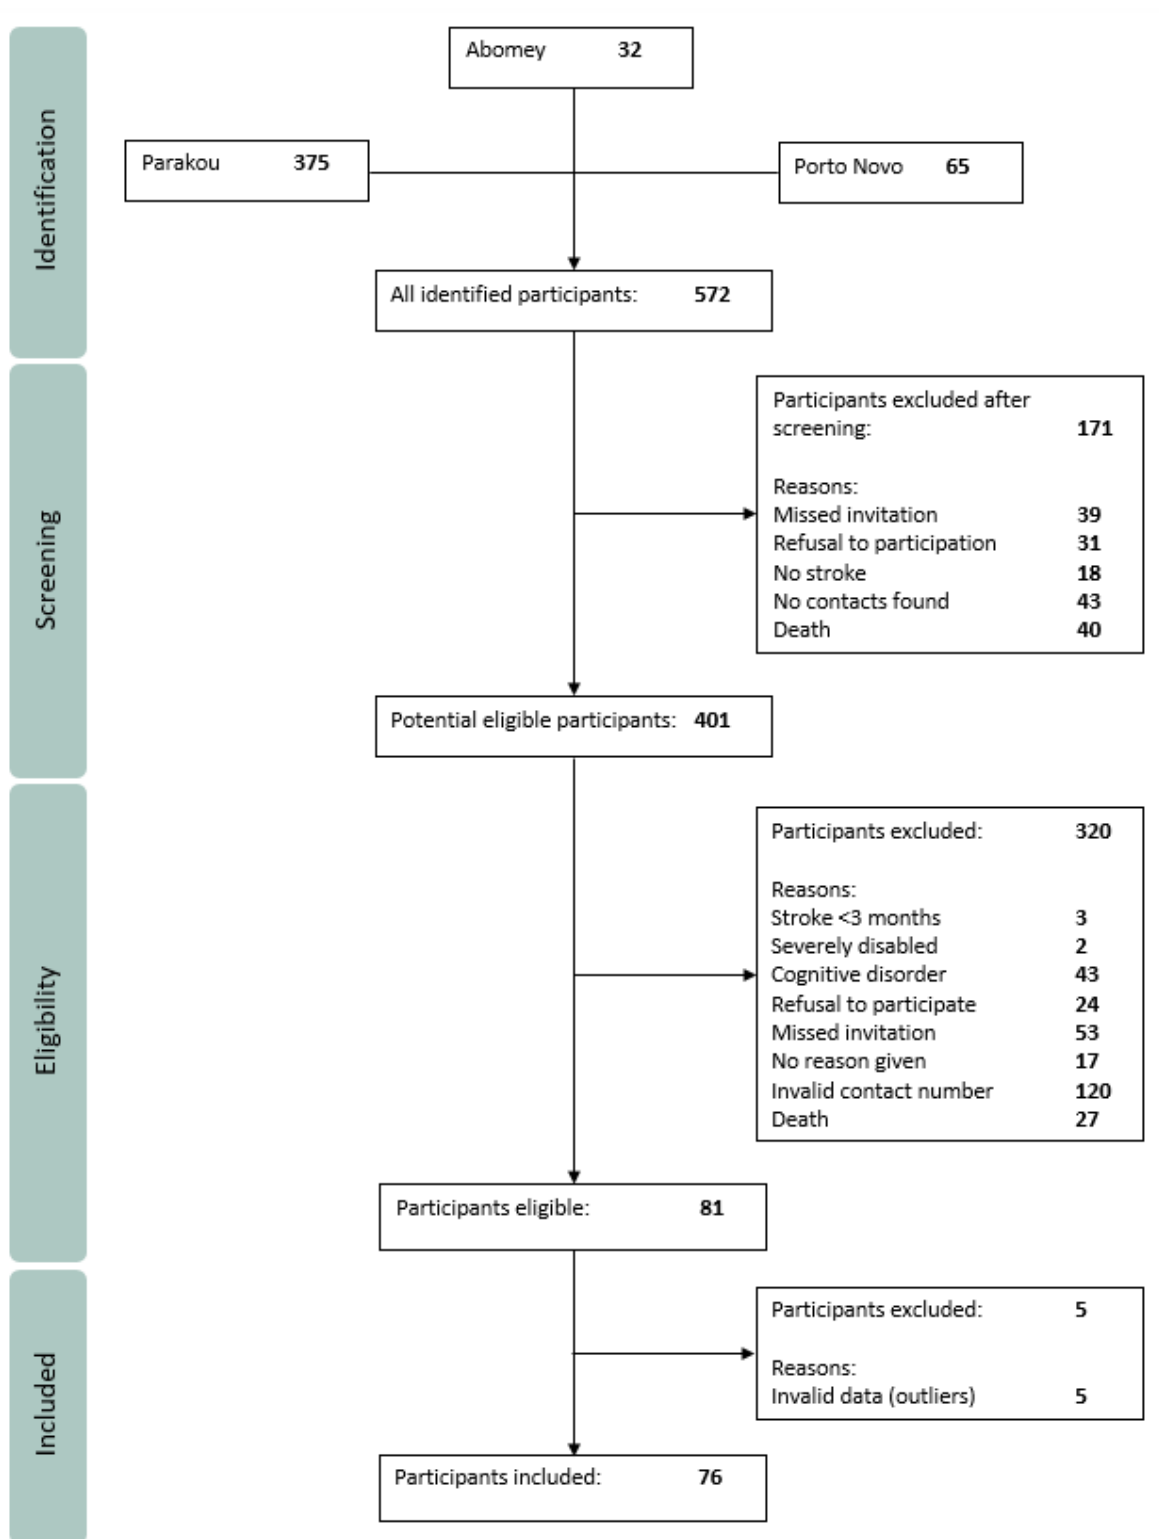 Identification
Abomey 32
Parakou 375
Porto Novo 65
All identified participants: 572
Screening
Participants excluded after
screening: 171
Reasons:
Missed invitation 39
Refusal to participation 31
No stroke 18
No contacts found 43
Death 40
Potential eligible participants: 401
Eligibility
Participants excluded: 320
Reasons:
Stroke <3 months 3
Severely disabled 2
Cognitive disorder 43
Refusal to participate 24
Missed invitation 53
No reason given 17
Invalid contact number 120
Death 27
Participants eligible: 81
Included
Participants excluded: 5
Reasons:
Invalid data (outliers) 5
Participants included: 76